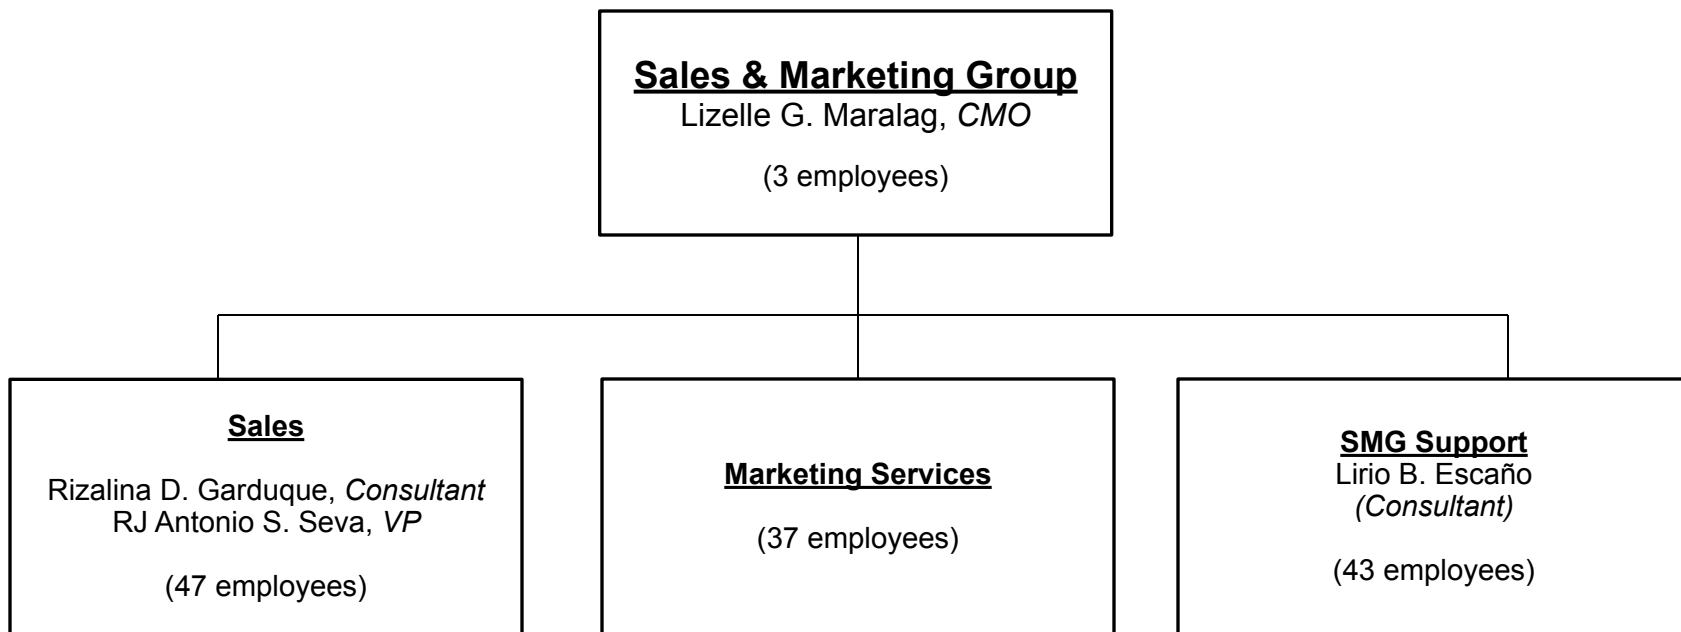 Sales & Marketing Group
Lizelle G. Maralag, CMO
(3 employees)
Sales
Rizalina D. Garduque, Consultant
RJ Antonio S. Seva, VP
(47 employees)
Marketing Services
(37 employees)
SMG Support
Lirio B. Escaño
(Consultant)
(43 employees)